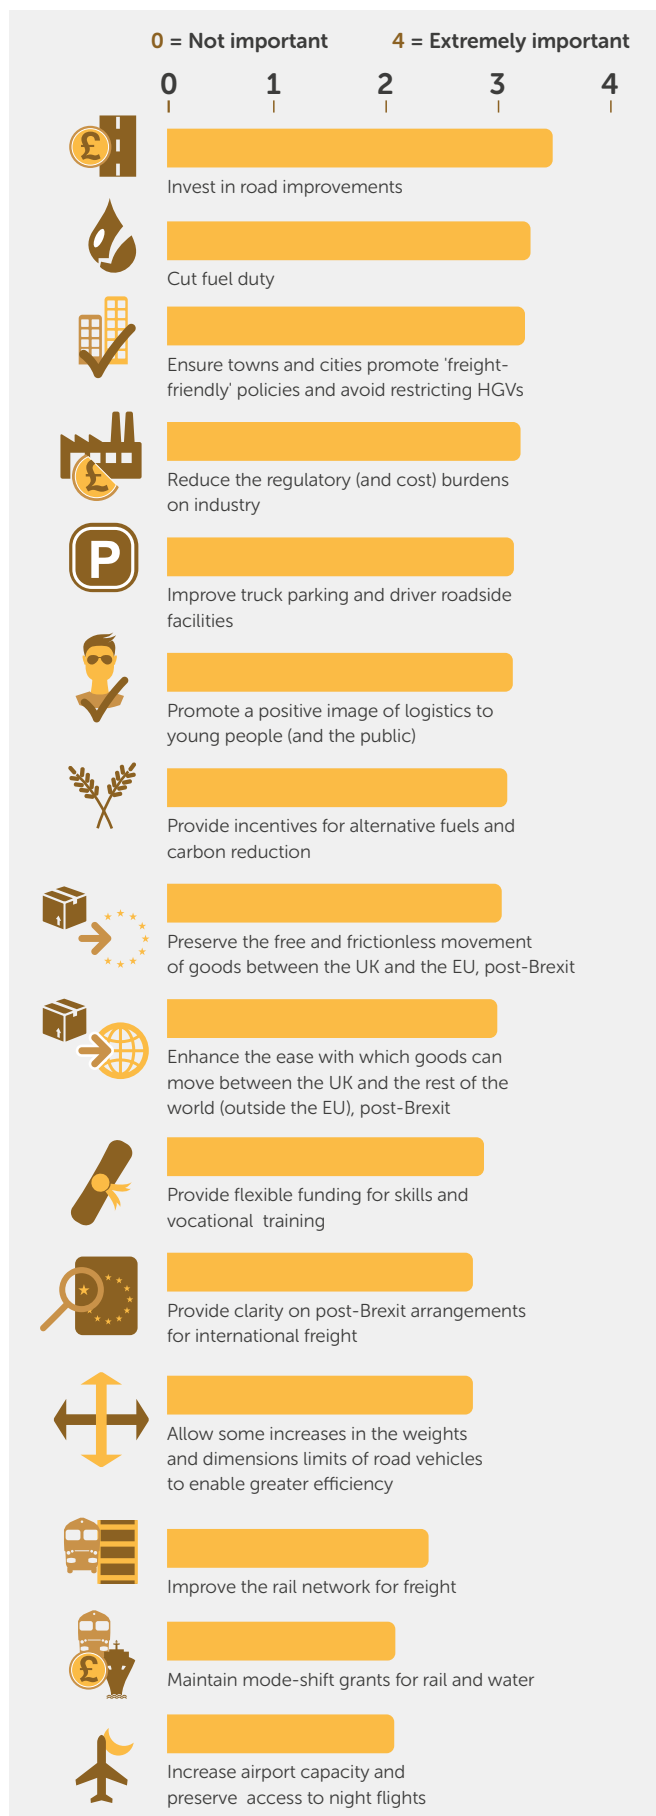 0 = Not important 4 = Extremely important
0 1 2 3 4
£
Invest in road improvements
Cut fuel duty
Ensure towns and cities promote 'freight-
friendly' policies and avoid restricting HGVs
£
Reduce the regulatory (and cost) burdens
on industry
P
Improve truck parking and driver roadside
facilities
Promote a positive image of logistics to
young people (and the public)
Provide incentives for alternative fuels and
carbon reduction
Preserve the free and frictionless movement
of goods between the UK and the EU, post-Brexit
Enhance the ease with which goods can
move between the UK and the rest of the
world (outside the EU), post-Brexit
Provide flexible funding for skills and
vocational training
Provide clarity on post-Brexit arrangements
for international freight
Allow some increases in the weights
and dimensions limits of road vehicles
to enable greater efficiency
Improve the rail network for freight
£
Maintain mode-shift grants for rail and water
Increase airport capacity and
preserve access to night flights